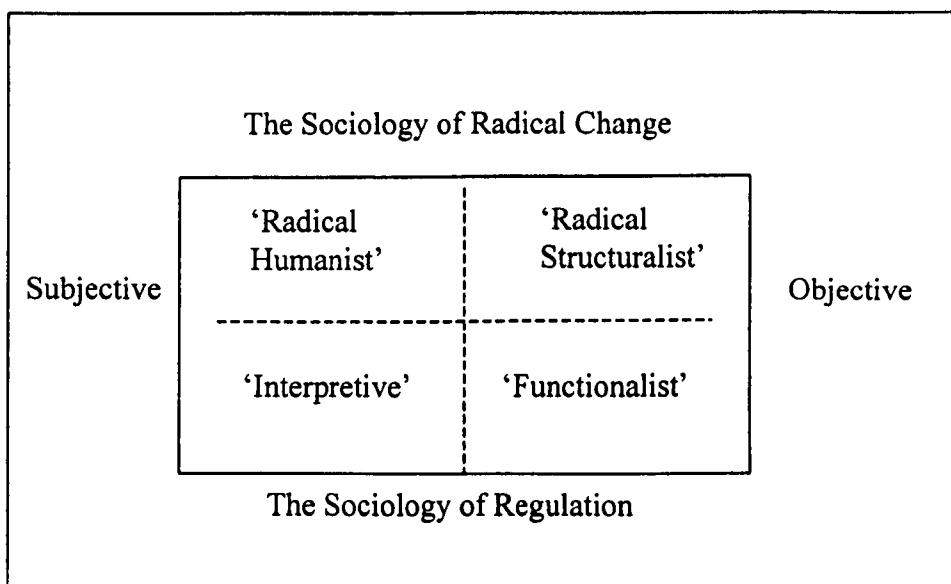 The Sociology of Radical Change
‘Radical
Humanist’
‘Radical
Structuralist’
Subjective
Objective
‘Interpretive’
‘Functionalist’
The Sociology of Regulation